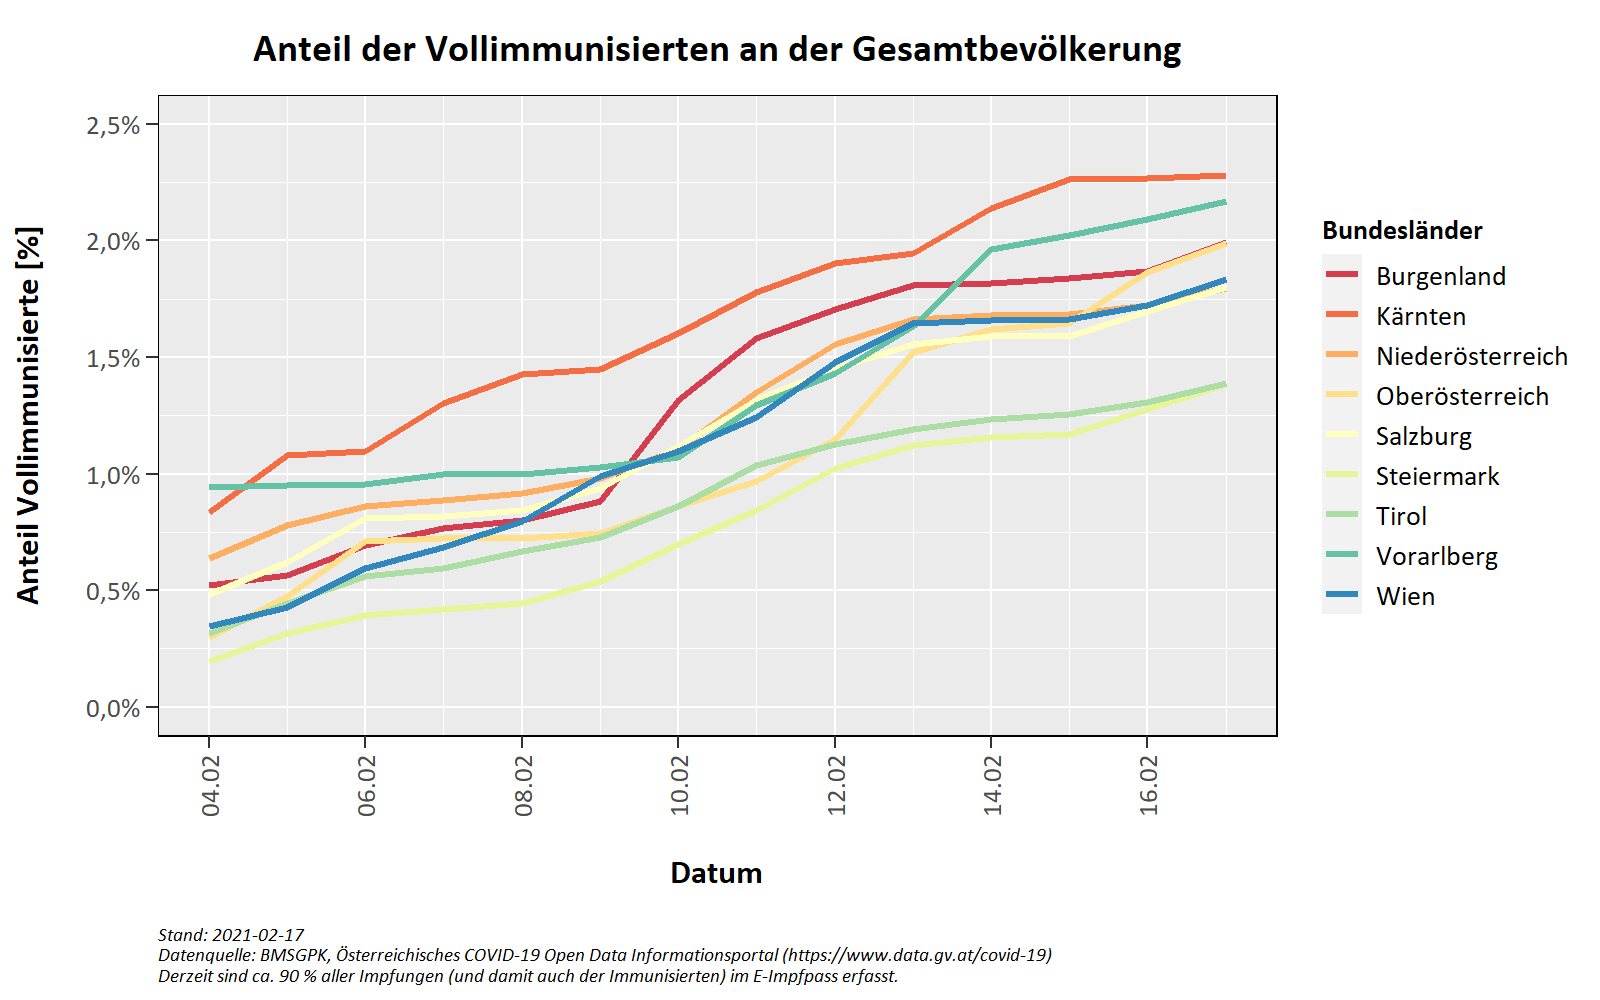 Anteil der Vollimmunisierten an der Gesamtbevölkerung
Anteil Vollimmunisierte [%]
2,5%
2,0%
1,5%
1,0%
0,5%
0,0%
04.02
06.02
08.02
10.02
12.02
14.02
16.02
Datum
Bundesländer
Burgenland
Kärnten
Niederösterreich
Oberösterreich
Salzburg
Steiermark
Tirol
Vorarlberg
Wien
Stand: 2021-02-17
Datenquelle: BMSGPK, Österreichisches COVID-19 Open Data Informationsportal (https://www.data.gv.at/covid-19)
Derzeit sind ca. 90 % aller Impfungen (und damit auch der Immunisierten) im E-Impfpass erfasst.